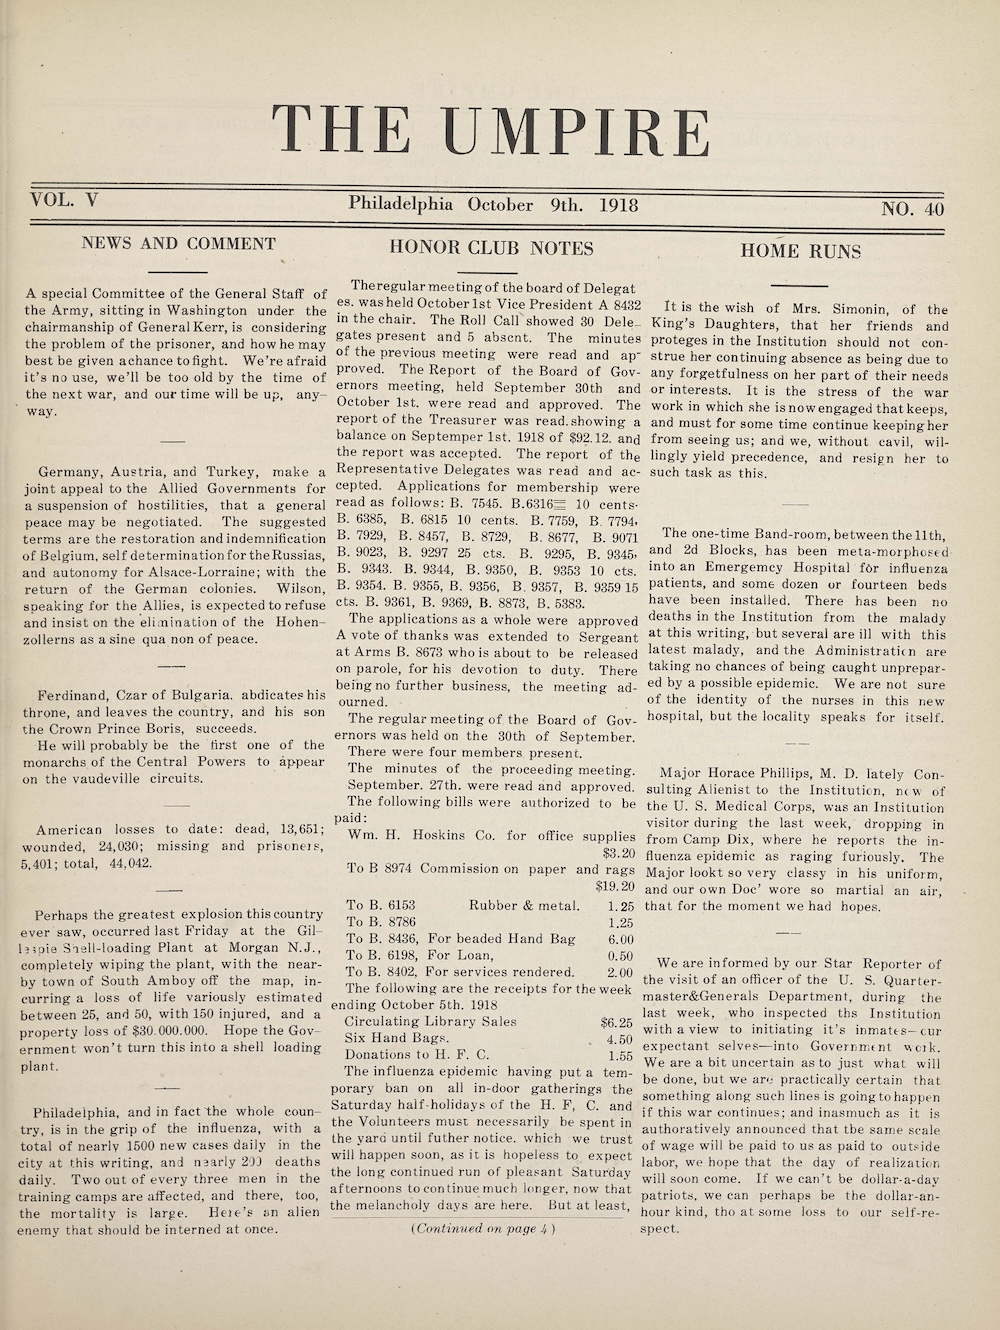 THE UMPIRE
VOL. V
Philadelphia October 9th. 1918
NO. 40
NEWS AND COMMENT
A special Committee of the General Staff of
the Army, sitting in Washington under the
chairmanship of General Kerr, is considering
the problem of the prisoner, and how he may
best be given achance to fight. We're afraid
it's no use, we'll be too old by the time of
the next war, and our time will be up, any-
way.
Germany, Austria, and Turkey, make a
joint appeal to the Allied Governments for
a suspension of hostilities, that a general
peace may be negotiated. The suggested
terms are the restoration and indemnification
of Belgium, self determination for the Russias,
and autonomy for Alsace-Lorraine; with the
return of the German colonies. Wilson,
speaking for the Allies, is expected to refuse
and insist on the elimination of the Hohen-
zollerns as a sine qua non of peace.
Ferdinand, Czar of Bulgaria. abdicates his
throne, and leaves the country, and his son
the Crown Prince Boris, succeeds.
He will probably be the first one of the
monarchs of the Central Powers to appear
on the vaudeville circuits.
American losses to date: dead, 13,651;
wounded, 24,030; missing and prisoners,
5,401; total, 44,042.
Perhaps the greatest explosion this country
ever saw, occurred last Friday at the Gil-
lespie Shell-loading Plant at Morgan N.J.,
completely wiping the plant, with the near-
by town of South Amboy off the map, in-
curring a loss of life variously estimated
between 25, and 50, with 150 injured, and a
property loss of $30.000.000. Hope the Gov-
ernment won't turn this into a shell loading
plant.
Philadelphia, and in fact the whole coun-
try, is in the grip of the influenza, with a
total of nearly 1500 new cases daily in the
city at this writing, and nearly 200 deaths
daily. Two out of every three men in the
training camps are affected, and there, too,
the mortality is large. Here's an alien
enemy that should be interned at once.
HONOR CLUB NOTES
The regular meeting of the board of Delegat
es. was held October 1st Vice President A 8432
in the chair. The Roll Call showed 30 Dele-
gates present and 5 absent. The minutes
of the previous meeting were read and ap-
proved. The Report of the Board of Gov-
ernors meeting, held September 30th and
October 1st. were read and approved. The
report of the Treasurer was read. showing a
balance on Septemper 1st. 1918 of $92.12. and
the report was accepted. The report of the
Representative Delegates was read and ac-
cepted. Applications for membership were
read as follows: B. 7545. B.6316 10 cents.
B. 6385, B. 6815 10 cents. B. 7759, B. 7794,
B. 7929, B. 8457, B. 8729, B. 8677, B. 9071
B. 9023, B. 9297 25 cts. B. 9295, B. 9345,
B. 9343. B. 9344, B. 9350, B. 9353 10 cts.
B. 9354. B. 9355, B. 9356, B. 9357, B. 9359 15
cts. B. 9361, B. 9369, B. 8873, B. 5383.
The applications as a whole were approved
A vote of thanks was extended to Sergeant
at Arms B. 8673 who is about to be released
on parole, for his devotion to duty. There
being no further business, the meeting ad-
ourned.
The regular meeting of the Board of Gov-
ernors was held on the 30th of September.
There were four members present.
The minutes of the proceeding meeting.
September. 27th. were read and approved.
The following bills were authorized to be
paid:
Wm. H. Hoskins Co. for office supplies
$3.20
To B 8974 Commission on paper and rags
$19.20
To B. 6153 Rubber & metal. 1.25
To B. 8786 1.25
To B. 8436, For beaded Hand Bag 6.00
To B. 6198, For Loan, 0.50
To B. 8402, For services rendered. 2.00
The following are the receipts for the week
ending October 5th. 1918
Circulating Library Sales $6.25
Six Hand Bags. 4.50
Donations to H. F. C. 1.55
The influenza epidemic having put a tem-
porary ban on all in-door gatherings the
Saturday half-holidays of the H. F, C. and
the Volunteers must necessarily be spent in
the yard until futher notice. which we trust
will happen soon, as it is hopeless to expect
the long continued run of pleasant Saturday
afternoons to continue much longer, now that
the melancholy days are here. But at least,
(Continued on page 4)
HOME RUNS
It is the wish of Mrs. Simonin, of the
King's Daughters, that her friends and
proteges in the Institution should not con-
strue her continuing absence as being due to
any forgetfulness on her part of their needs
or interests. It is the stress of the war
work in which she is now engaged that keeps,
and must for some time continue keeping her
from seeing us; and we, without cavil, wil-
lingly yield precedence, and resign her to
such task as this.
The one-time Band-room, between the 11th,
and 2d Blocks, has been meta-morphosed
into an Emergemcy Hospital for influenza
patients, and some dozen or fourteen beds
have been installed. There has been no
deaths in the Institution from the malady
at this writing, but several are ill with this
latest malady, and the Administration are
taking no chances of being caught unprepar-
ed by a possible epidemic. We are not sure
of the identity of the nurses in this new
hospital, but the locality speaks for itself.
Major Horace Phillips, M. D. lately Con-
sulting Alienist to the Institution, now of
the U. S. Medical Corps, was an Institution
visitor during the last week, dropping in
from Camp Dix, where he reports the in-
fluenza epidemic as raging furiously. The
Major lookt so very classy in his uniform,
and our own Doc' wore so martial an air,
that for the moment we had hopes.
We are informed by our Star Reporter of
the visit of an officer of the U. S. Quarter-
master&Generals Department, during the
last week, who inspected ths Institution
with a view to initiating it's inmates—our
expectant selves—into Government work.
We are a bit uncertain as to just what will
be done, but we are practically certain that
something along such lines is going to happen
if this war continues; and inasmuch as it is
authoratively announced that tbe same scale
of wage will be paid to us as paid to outside
labor, we hope that the day of realization
will soon come. If we can't be dollar-a-day
patriots, we can perhaps be the dollar-an-
hour kind, tho at some loss to our self-re-
spect.